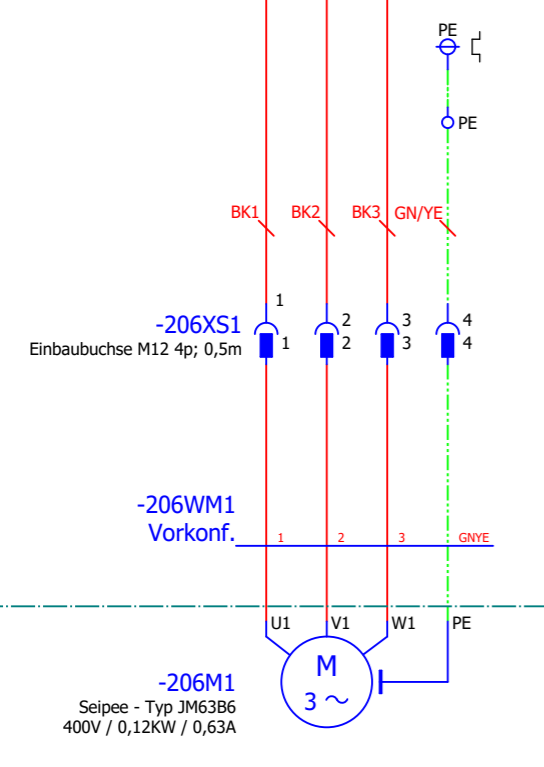 PE
PE
BK1 BK2 BK3 GN/YE
1
-206XS1 2 3 4
Einbaubuchse M12 4p; 0,5m 1 2 3 4
-206WM1
Vorkonf. 1 2 3 GNYE
U1 V1 W1 PE
M
-206M1
3 ~
Seipee - Typ JM63B6
400V / 0,12KW / 0,63A